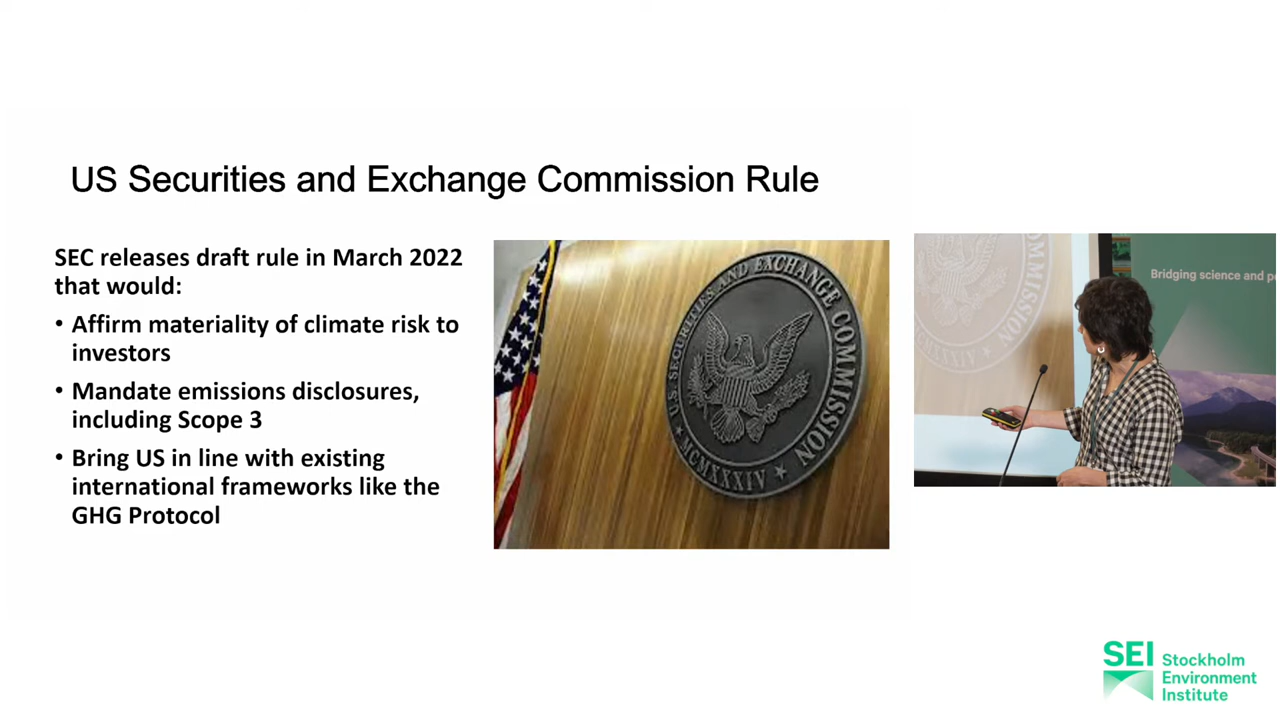 US Securities and Exchange Commission Rule
SEC releases draft rule in March 2022
that would:
• Affirm materiality of climate risk to
investors
• Mandate emissions disclosures,
including Scope 3
• Bring US in line with existing
international frameworks like the
GHG Protocol
U.S. SECURITIES AND EXCHANGE COMMISSION
MCMXXXIV
COMMISSION
Bridging science and
SEI Stockholm
Environment
Institute